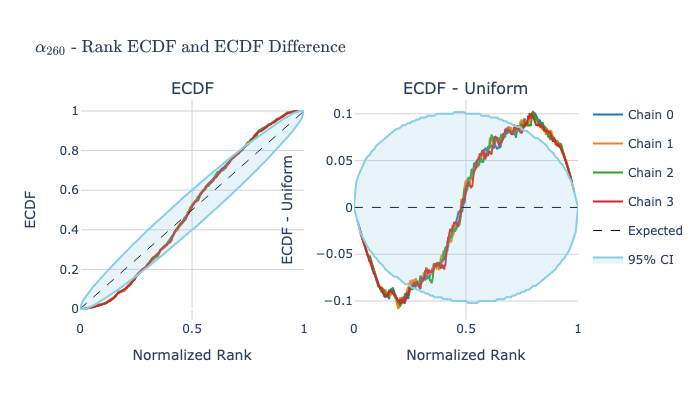 α₂₆₀ - Rank ECDF and ECDF Difference
ECDF
ECDF - Uniform
1
0.8
0.6
0.4
0.2
0
0
0.5
1
ECDF
Normalized Rank
0.1
0.05
0
−0.05
−0.1
0
0.5
1
ECDF - Uniform
Normalized Rank
Chain 0
Chain 1
Chain 2
Chain 3
Expected
95% CI